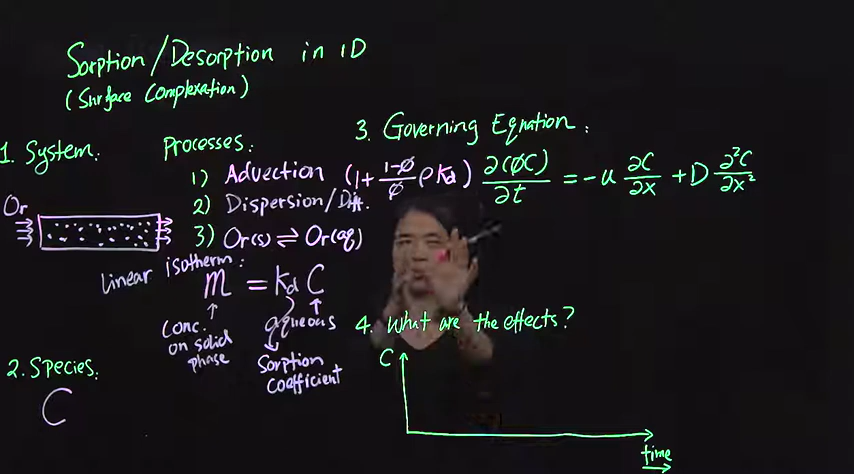 Sorption/Desorption in 1D
(Surface Complexation)
1. System:
Or
2. Species:
C
Processes:
1) Advection
2) Dispersion/Diff.
3) Or(s) ⇌ Or(aq)
linear isotherm:
m = kd C
conc. on solid phase
aqueous
Sorption coefficient
3. Governing Equation:
(1+ (1-ø)/ø ρ kd) ∂(øC)/∂t = -u ∂C/∂x + D ∂²C/∂x²
4. What are the effects?
C
time